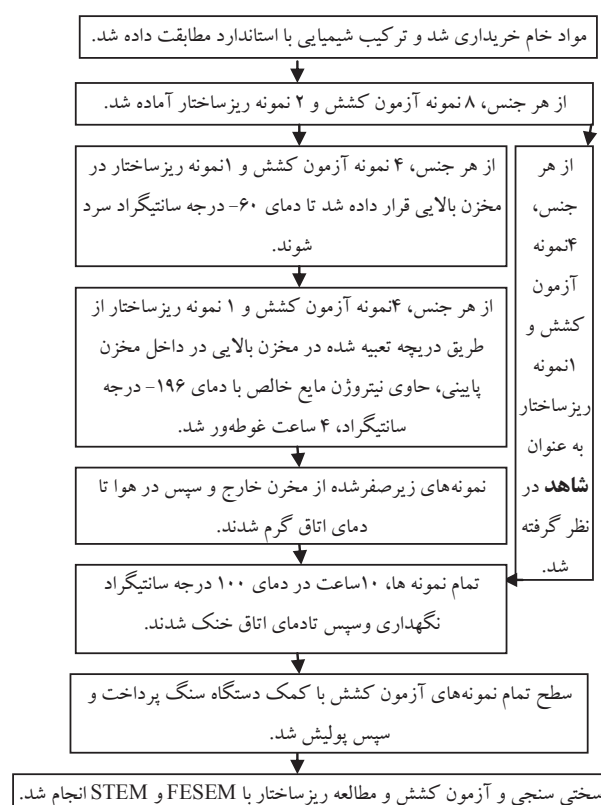 مواد خام خریداری شد و ترکیب شیمیایی با استاندارد مطابقت داده شد.
از هر جنس، ۸ نمونه آزمون کشش و ۲ نمونه ریزساختار آماده شد.
از هر جنس، ۴ نمونه آزمون کشش و ۱نمونه ریزساختار در
مخزن بالایی قرار داده شد تا دمای ۶۰- درجه سانتیگراد سرد
شوند.
از هر جنس، ۴نمونه آزمون کشش و ۱ نمونه ریزساختار از
طریق دریچه تعبیه شده در مخزن بالایی در داخل مخزن
پایینی، حاوی نیتروژن مایع خالص با دمای ۱۹۶- درجه
سانتیگراد، ۴ ساعت غوطه‌ور شد.
نمونه‌های زیرصفرشده از مخرن خارج و سپس در هوا تا
دمای اتاق گرم شدند.
از هر
جنس،
۴نمونه
آزمون
کشش و
۱نمونه
ریزساختار
به عنوان
شاهد در
نظر گرفته
شد.
تمام نمونه ها، ۱۰ساعت در دمای ۱۰۰ درجه سانتیگراد
نگهداری وسپس تادمای اتاق خنک شدند.
سطح تمام نمونه‌های آزمون کشش با کمک دستگاه سنگ پرداخت و
سپس پولیش شد.
سختی سنجی و آزمون کشش و مطالعه ریزساختار با FESEM و STEM انجام شد.